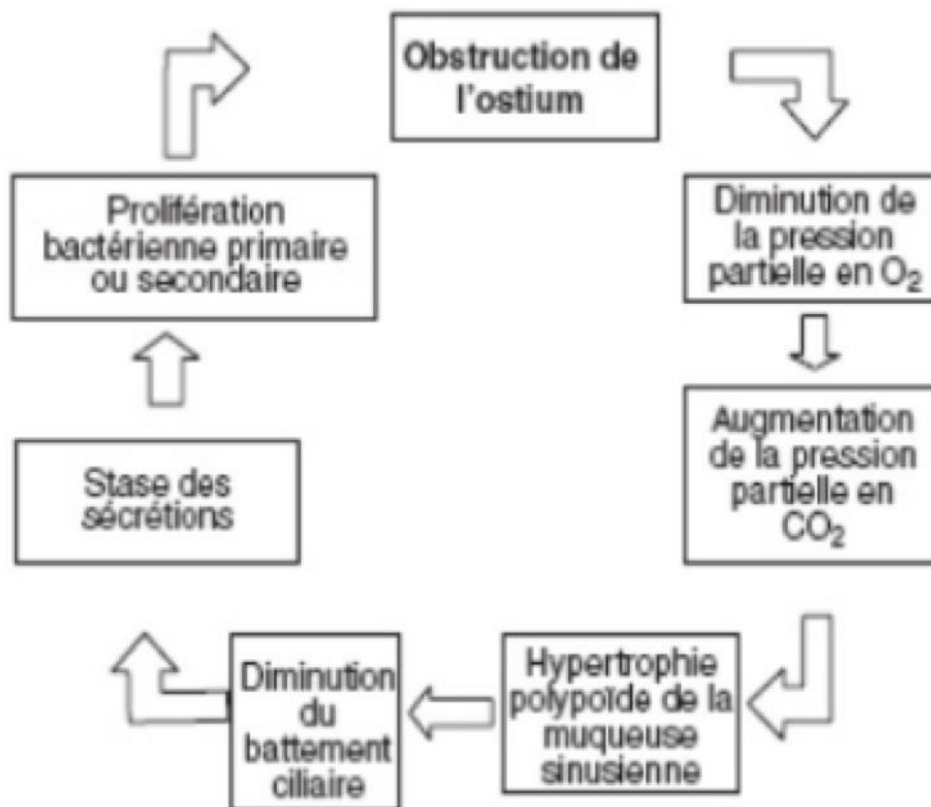 Obstruction de
l'ostium
Diminution de
la pression
partielle en O₂
Augmentation
de la pression
partielle en
CO₂
Hypertrophie
polypoïde de la
muqueuse
sinusienne
Diminution
du
battement
ciliaire
Stase des
sécrétions
Prolifération
bactérienne primaire
ou secondaire